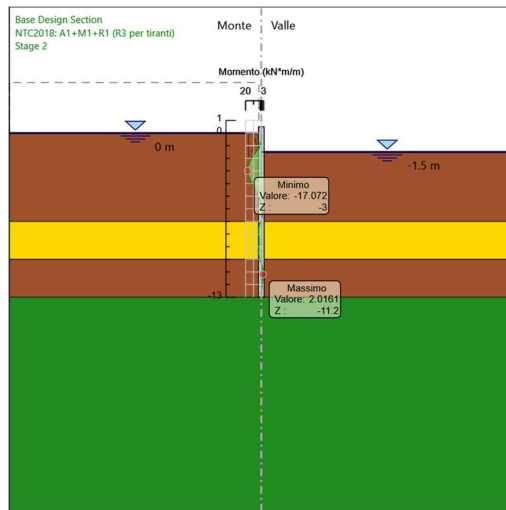 Base Design Section
NTC2018: A1+M1+R1 (R3 per tiranti)
Stage 2
Monte
Valle
Momento (kN*m/m)
20 3
1
0
0 m
-1.5 m
Minimo
Valore: -17.072
Z : -3
-13
Massimo
Valore: 2.0161
Z : -11.2